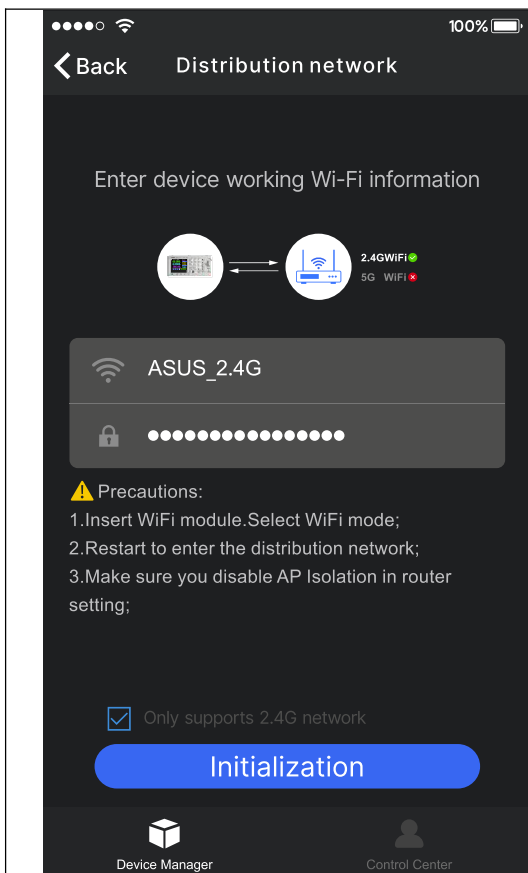 100%
Back Distribution network
Enter device working Wi-Fi information
2.4GWiFi
5G WiFi
ASUS_2.4G
Precautions:
1.Insert WiFi module.Select WiFi mode;
2.Restart to enter the distribution network;
3.Make sure you disable AP Isolation in router
setting;
Only supports 2.4G network
Initialization
Device Manager Control Center